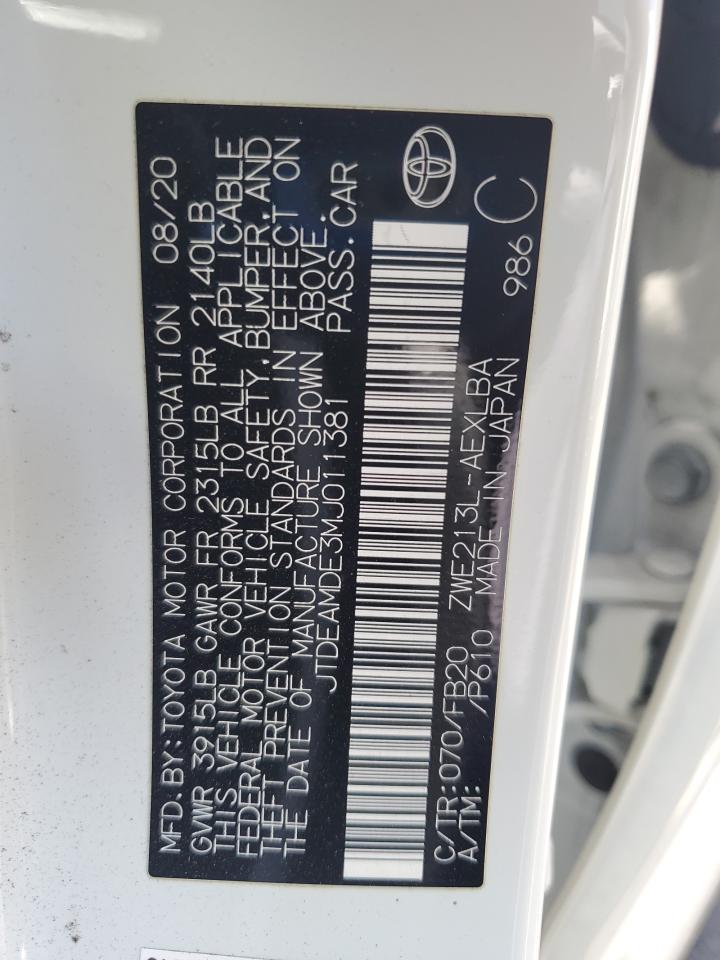 MFD.BY:TOYOTA MOTOR CORPORATION 08/20
GVWR 3915LB GAWR FR 2315LB RR 2140LB
THIS VEHICLE CONFORMS TO ALL APPLICABLE
FEDERAL MOTOR VEHICLE SAFETY,BUMPER,AND
THEFT PREVENTION STANDARDS IN EFFECT ON
THE DATE OF MANUFACTURE SHOWN ABOVE.
JTDEAMDE3MJ011381 PASS.CAR
C/TR:070/FB20 ZWE213L-AEXLBA 986 C
A/TM: /P610 MADE IN JAPAN